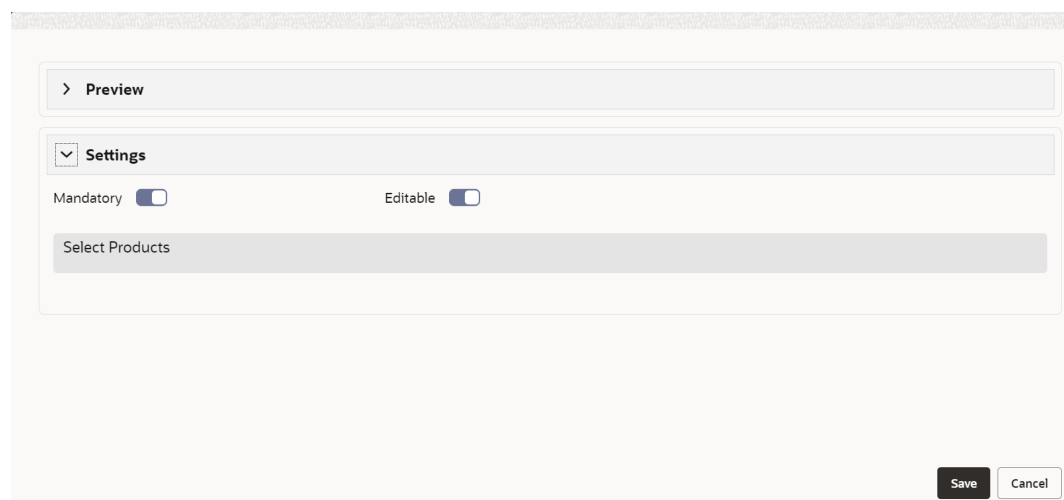 Preview
Settings
Mandatory Editable
Select Products
Save Cancel